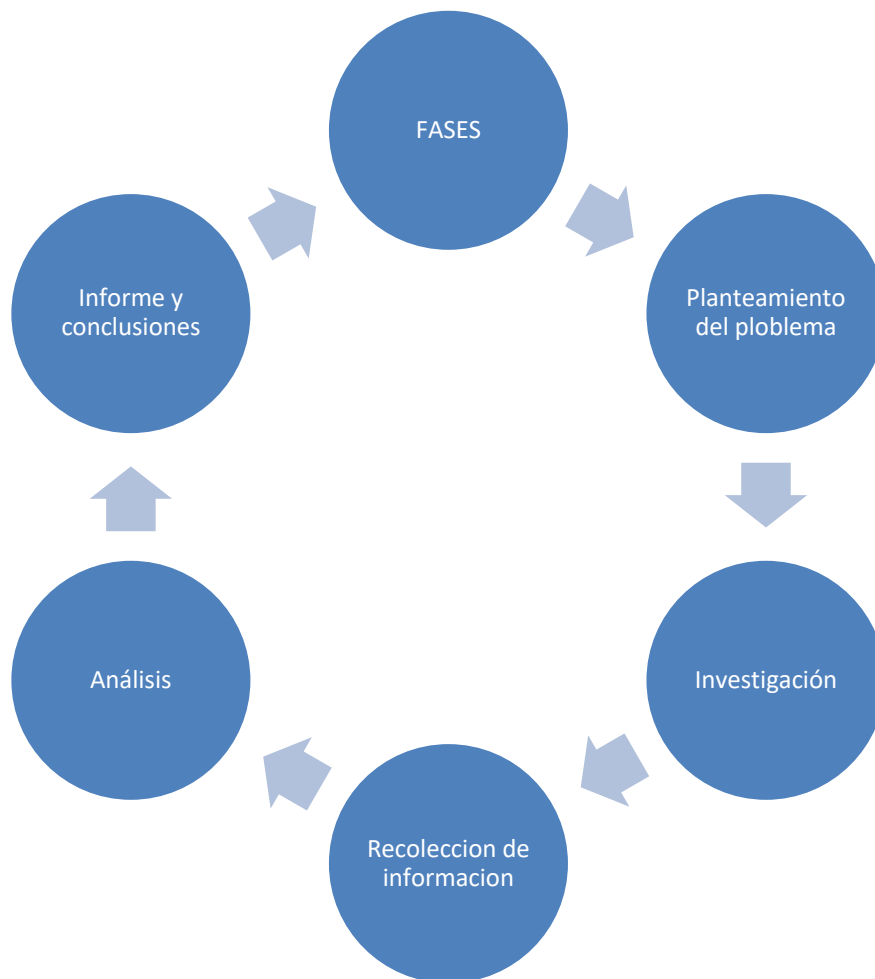 FASES
Planteamiento
del ploblema
Investigación
Recoleccion de
informacion
Análisis
Informe y
conclusiones